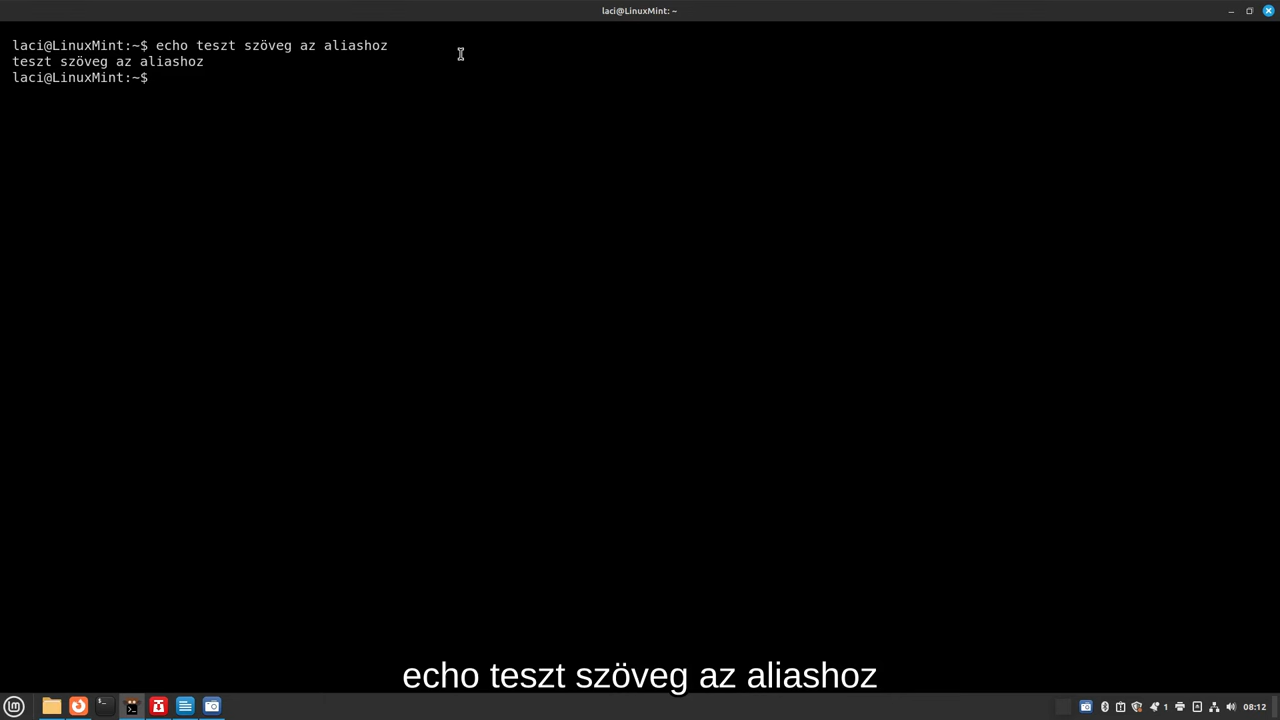 laci@LinuxMint: ~
laci@LinuxMint:~$ echo teszt szöveg az aliashoz
teszt szöveg az aliashoz
laci@LinuxMint:~$
echo teszt szöveg az aliashoz
1
08:12